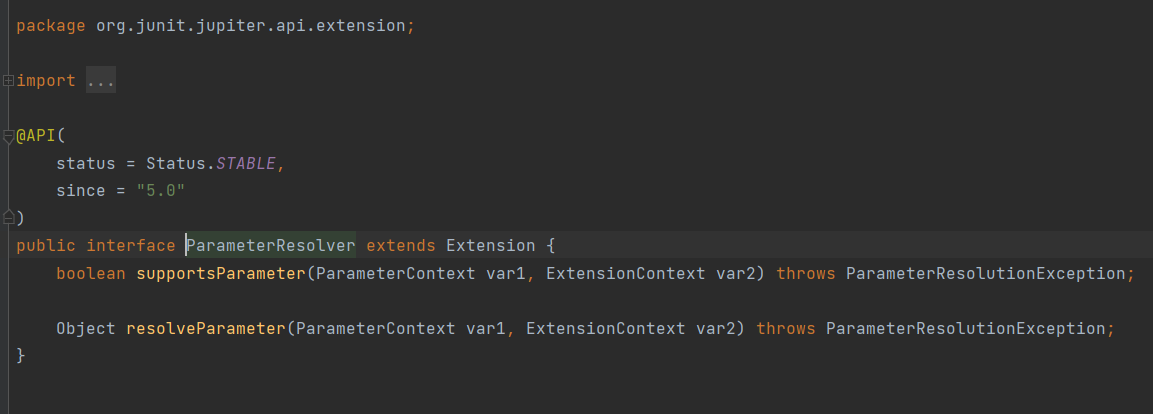 package org.junit.jupiter.api.extension;
import ...
@API(
status = Status.STABLE,
since = "5.0"
)
public interface ParameterResolver extends Extension {
boolean supportsParameter(ParameterContext var1, ExtensionContext var2) throws ParameterResolutionException;
Object resolveParameter(ParameterContext var1, ExtensionContext var2) throws ParameterResolutionException;
}